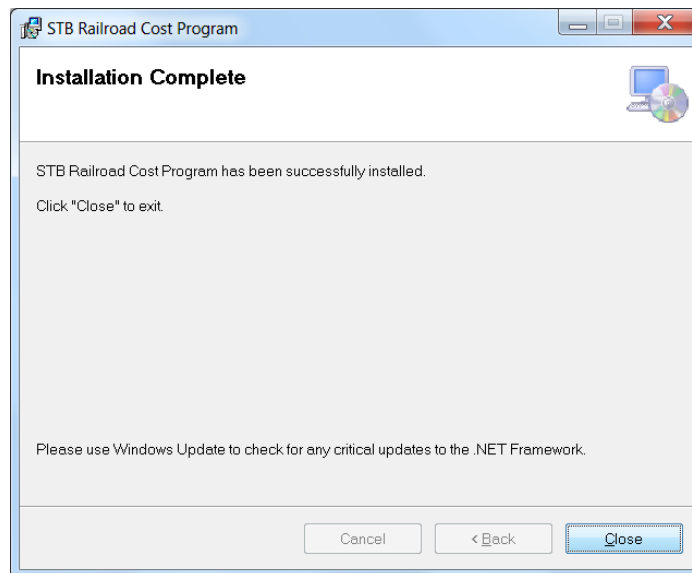 STB Railroad Cost Program
Installation Complete
STB Railroad Cost Program has been successfully installed.
Click "Close" to exit.
Please use Windows Update to check for any critical updates to the .NET Framework.
Cancel < Back Close